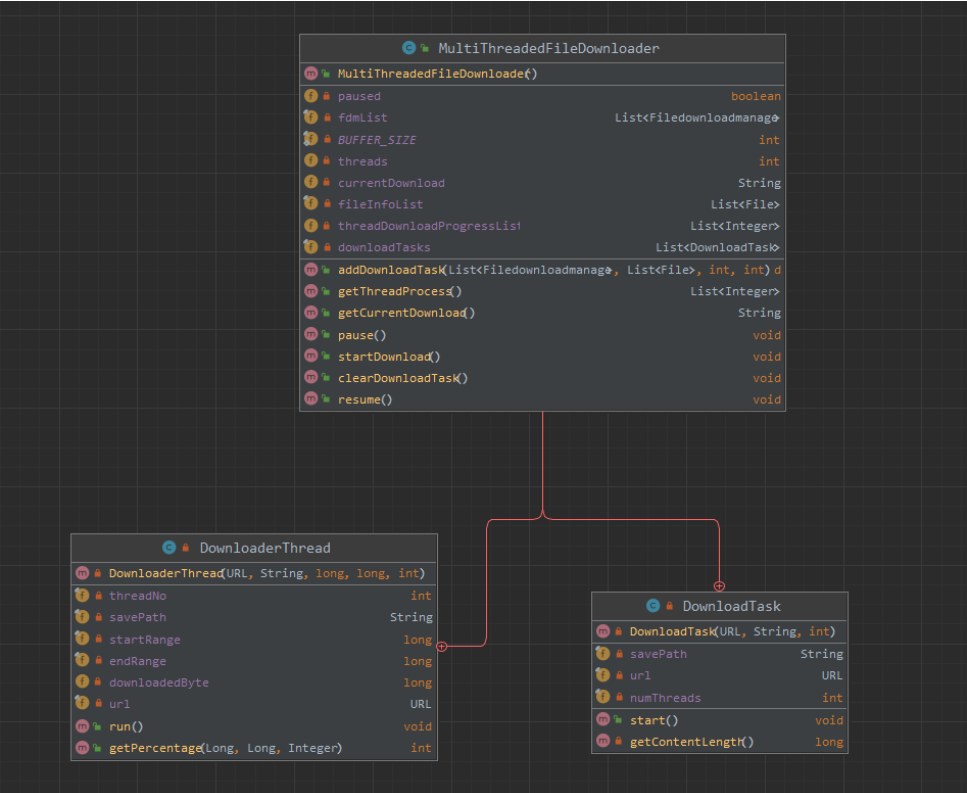 MultiThreadedFileDownloader
MultiThreadedFileDownloader()
paused boolean
fdmList List<Filedownloadmanage>
BUFFER_SIZE int
threads int
currentDownload String
fileInfoList List<File>
threadDownloadProgressList List<Integer>
downloadTasks List<DownloadTask>
addDownloadTask(List<Filedownloadmanage>, List<File>, int, int) d
getThreadProcess() List<Integer>
getCurrentDownload() String
pause() void
startDownload() void
clearDownloadTask() void
resume() void
DownloaderThread
DownloaderThread(URL, String, long, long, int)
threadNo int
savePath String
startRange long
endRange long
downloadedByte long
url URL
run() void
getPercentage(Long, Long, Integer) int
DownloadTask
DownloadTask(URL, String, int)
savePath String
url URL
numThreads int
start() void
getContentLength() long